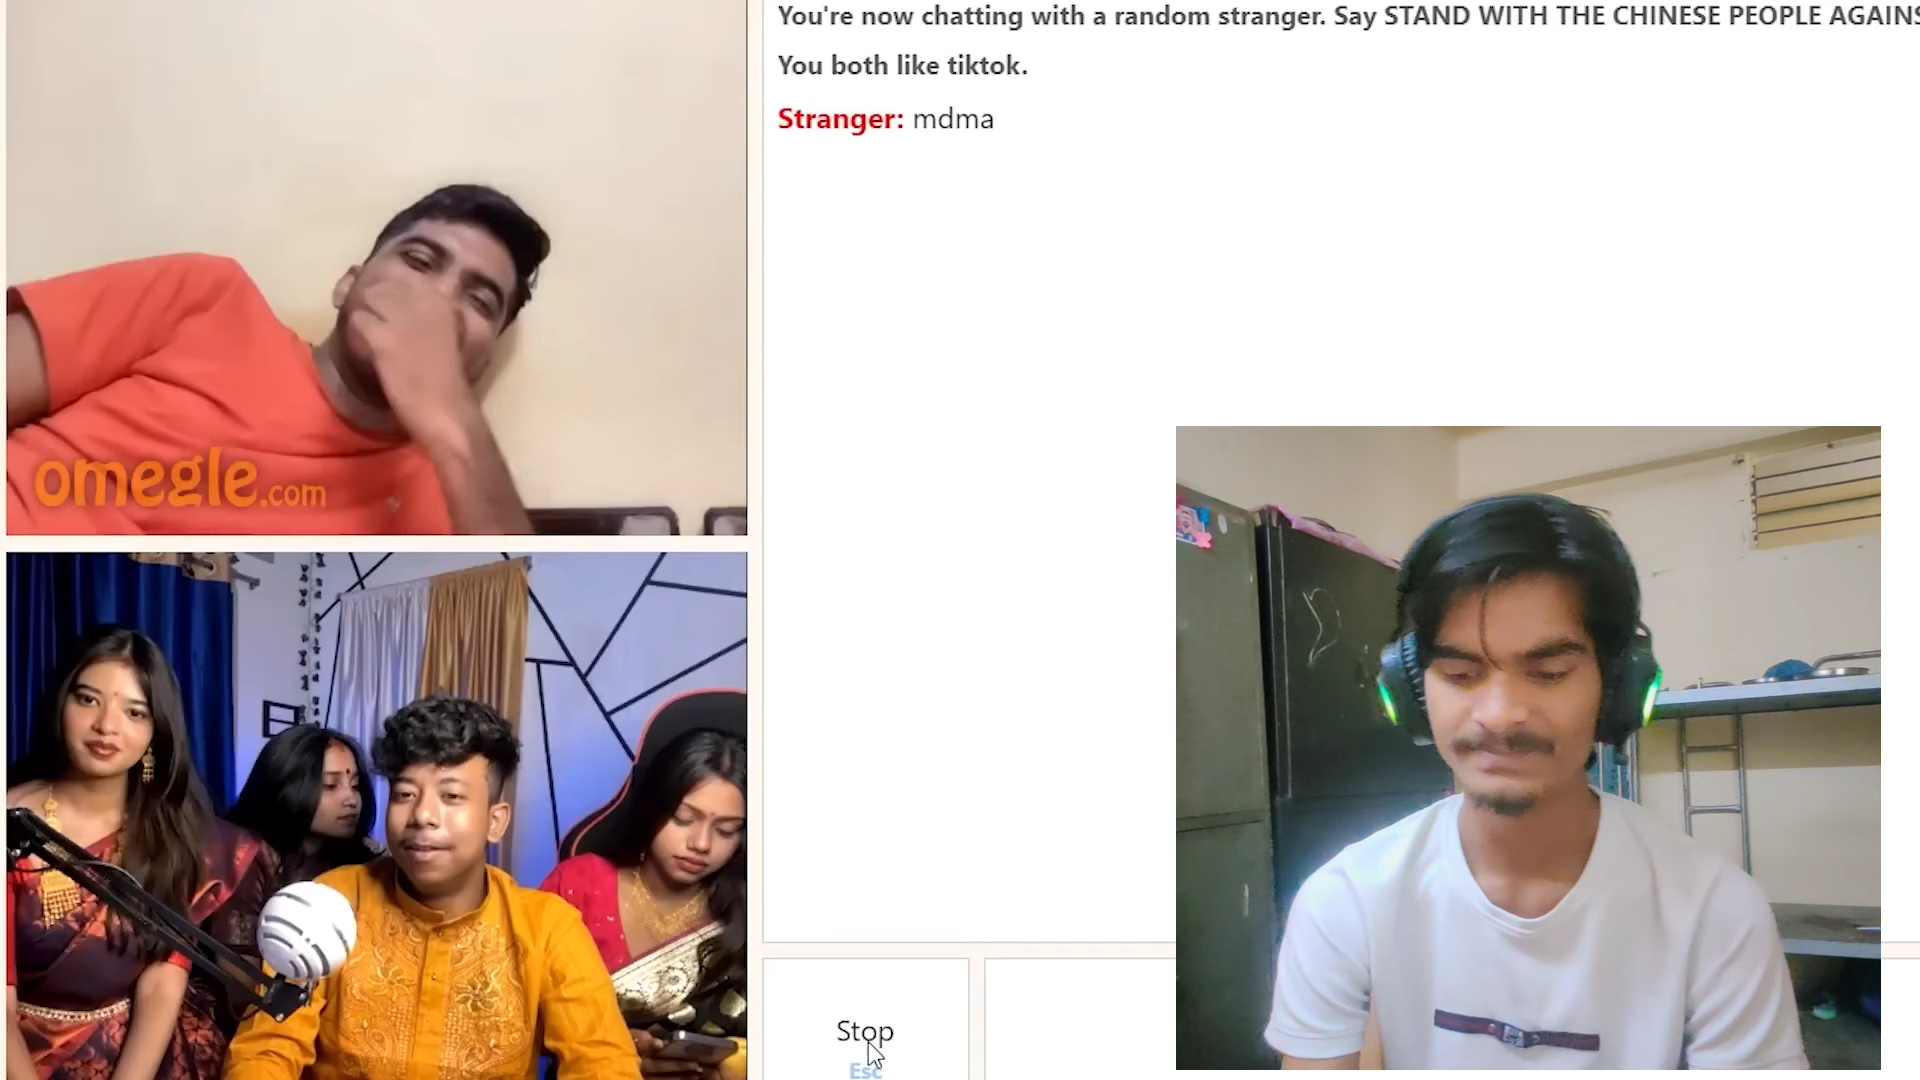 You're now chatting with a random stranger. Say STAND WITH THE CHINESE PEOPLE
You both like tiktok.
Stranger: mdma
omegle.com
Stop
Esc